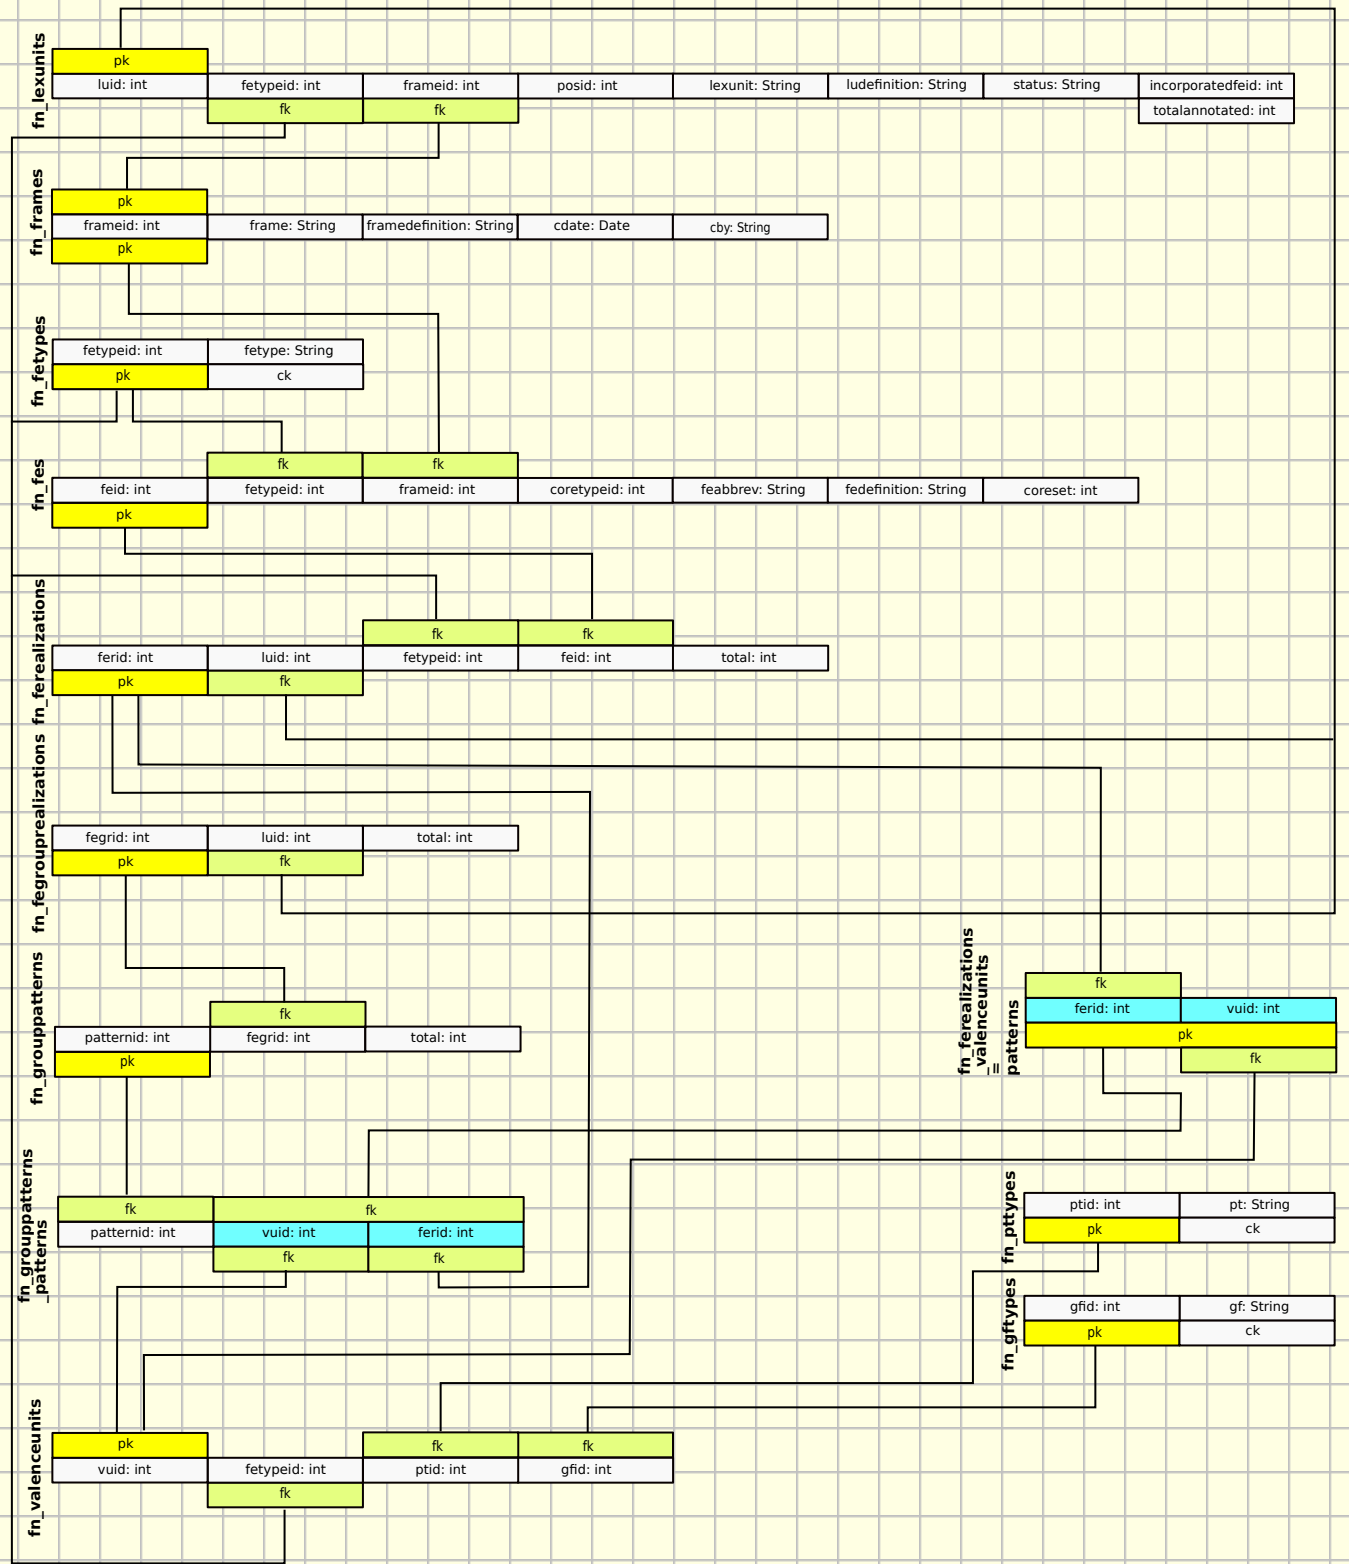 fn_lexunits
pk
luid: int
fetypeid: int
frameid: int
posid: int
lexunit: String
ludefinition: String
status: String
incorporatedfeid: int
fk
fk
totalannotated: int
fn_frames
pk
frameid: int
frame: String
framedefinition: String
cdate: Date
cby: String
pk
fn_fetypes
fetypeid: int
fetype: String
pk
ck
fn_fes
fk
fk
feid: int
fetypeid: int
frameid: int
coretypeid: int
feabbrev: String
fedefinition: String
coreset: int
pk
fn_ferealizations
fk
fk
ferid: int
luid: int
fetypeid: int
feid: int
total: int
pk
fk
fn_fegrouprealizations
fegrid: int
luid: int
total: int
pk
fk
fn_grouppatterns
fk
patternid: int
fegrid: int
total: int
pk
fn_ferealizations
_valenceunits
_=
patterns
fk
ferid: int
vuid: int
pk
fk
fn_grouppatterns
_patterns
fk
fk
patternid: int
vuid: int
ferid: int
fk
fk
fn_pttypes
ptid: int
pt: String
pk
ck
fn_gftypes
gfid: int
gf: String
pk
ck
fn_valenceunits
pk
fk
fk
vuid: int
fetypeid: int
ptid: int
gfid: int
fk